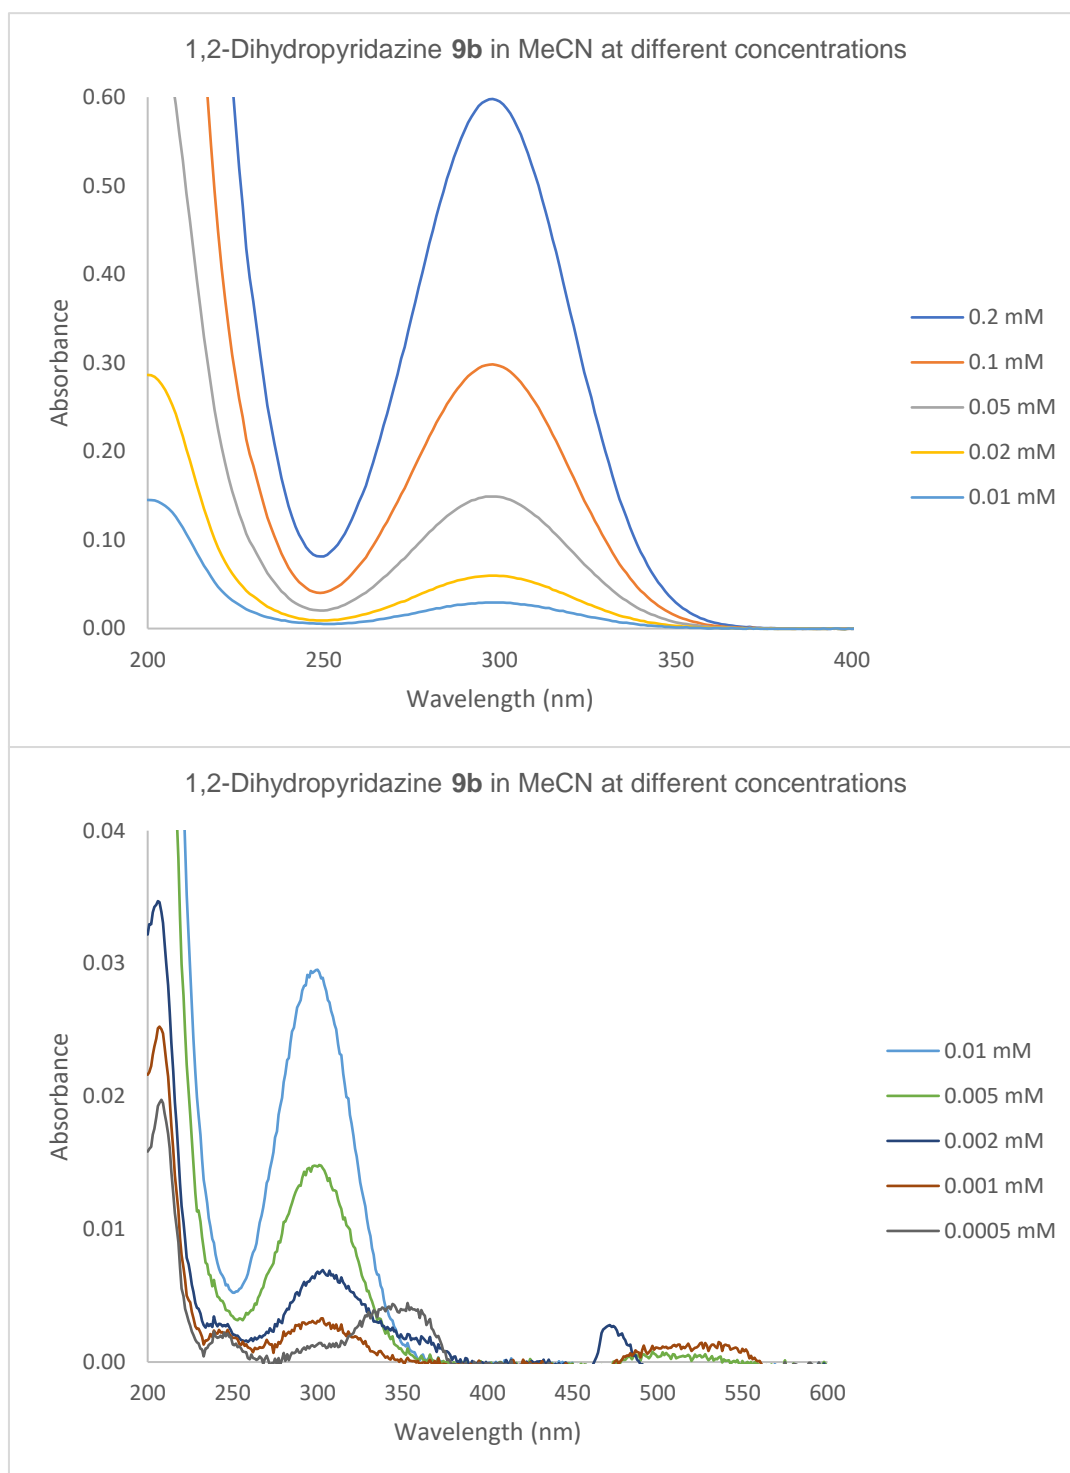 1,2-Dihydropyridazine 9b in MeCN at different concentrations
0.60
0.50
0.40
0.30
0.20
0.10
0.00
Absorbance
200 250 300 350 400
Wavelength (nm)
0.2 mM
0.1 mM
0.05 mM
0.02 mM
0.01 mM
1,2-Dihydropyridazine 9b in MeCN at different concentrations
0.04
0.03
0.02
0.01
0.00
Absorbance
200 250 300 350 400 450 500 550 600
Wavelength (nm)
0.01 mM
0.005 mM
0.002 mM
0.001 mM
0.0005 mM